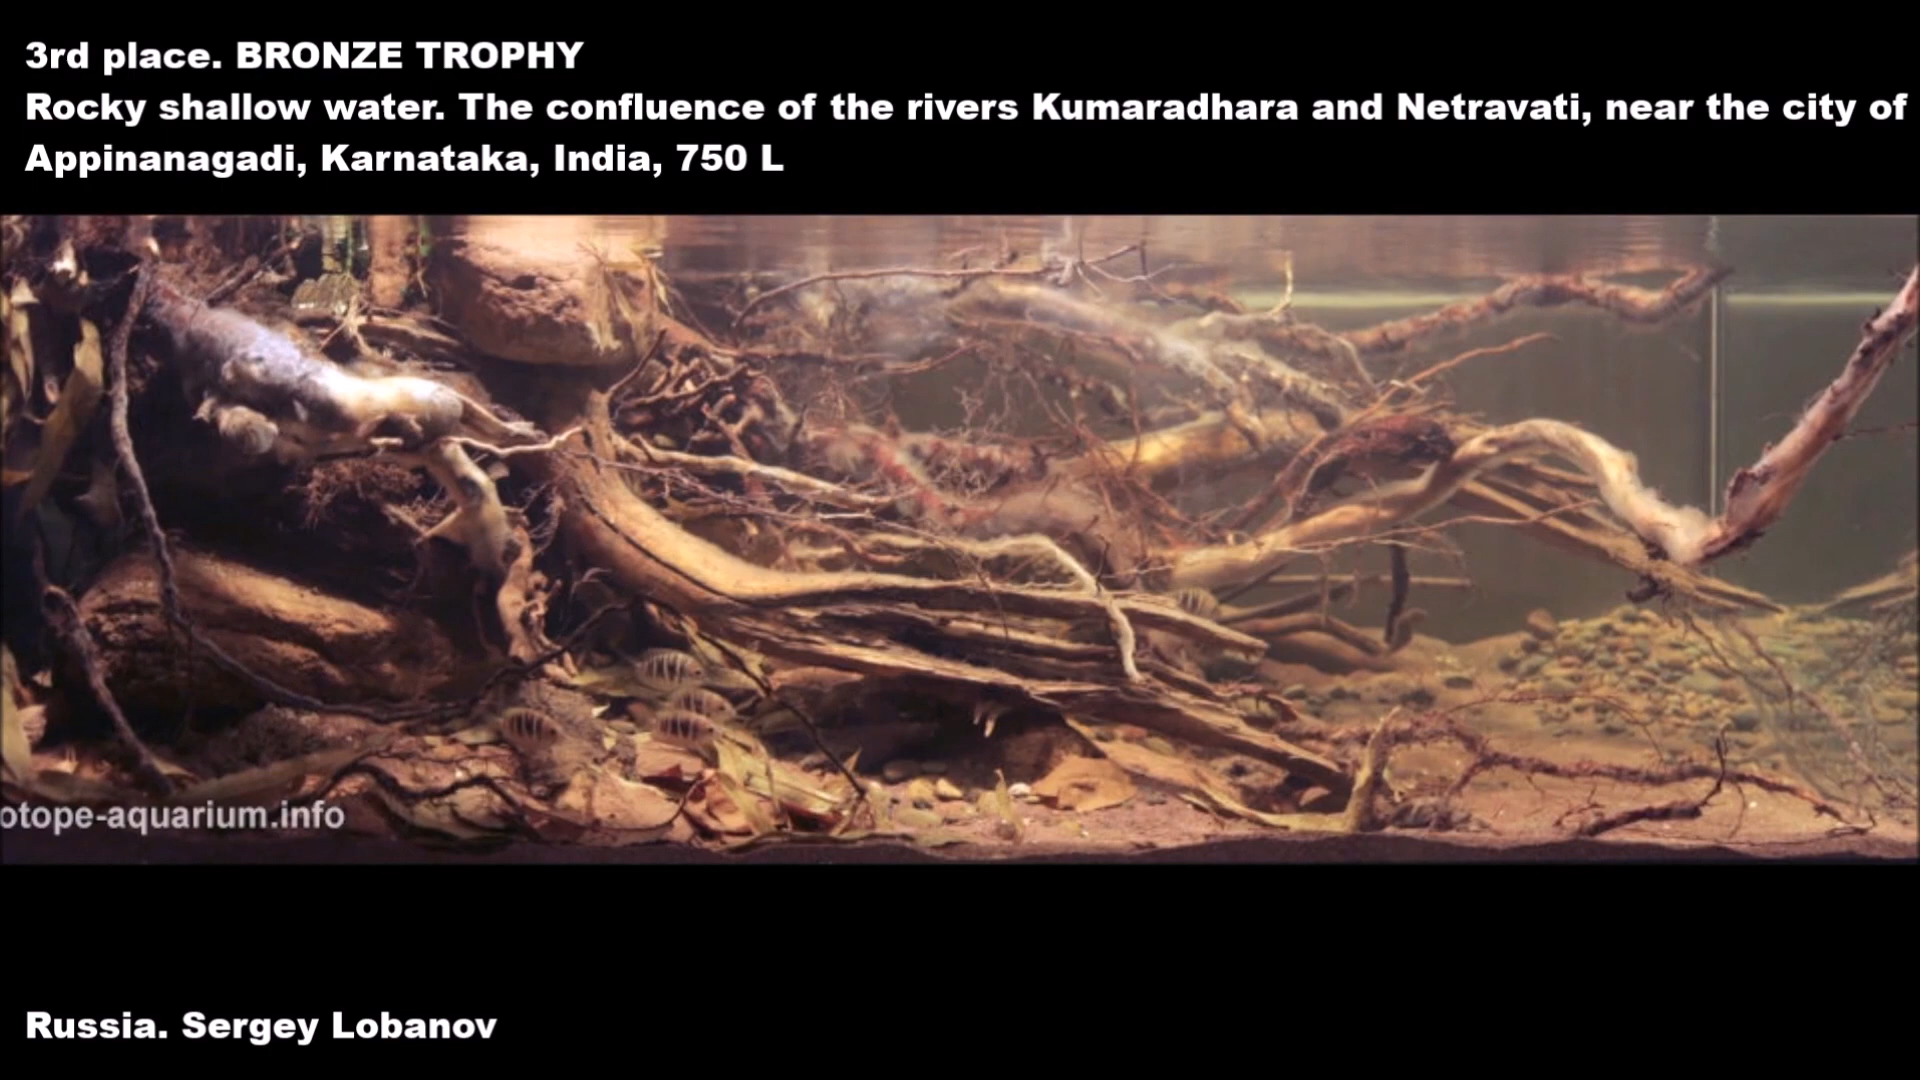 3rd place. BRONZE TROPHY
Rocky shallow water. The confluence of the rivers Kumaradhara and Netravati, near the city of
Appinanagadi, Karnataka, India, 750 L
otope-aquarium.info
Russia. Sergey Lobanov